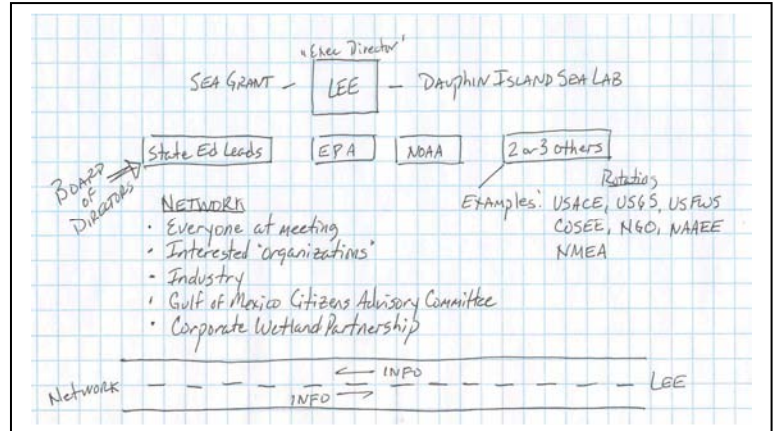 "Exec Director"
SEA GRANT - LEE - DAUPHIN ISLAND SEA LAB
BOARD OF DIRECTORS
State Ed Leads EPA NOAA 2 or 3 others
Rotating
Examples: USACE, USGS, USFWS
COSEE, NGO, NAAEE
NMEA
NETWORK
· Everyone at meeting
· Interested 'organizations'
· Industry
· Gulf of Mexico Citizens Advisory Committee
· Corporate Wetland Partnership
INFO
Network LEE
INFO